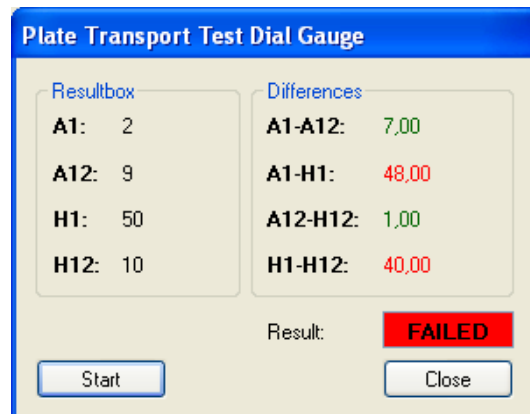 Plate Transport Test Dial Gauge
Resultbox
A1: 2
A12: 9
H1: 50
H12: 10
Differences
A1-A12: 7,00
A1-H1: 48,00
A12-H12: 1,00
H1-H12: 40,00
Result: FAILED
Start
Close